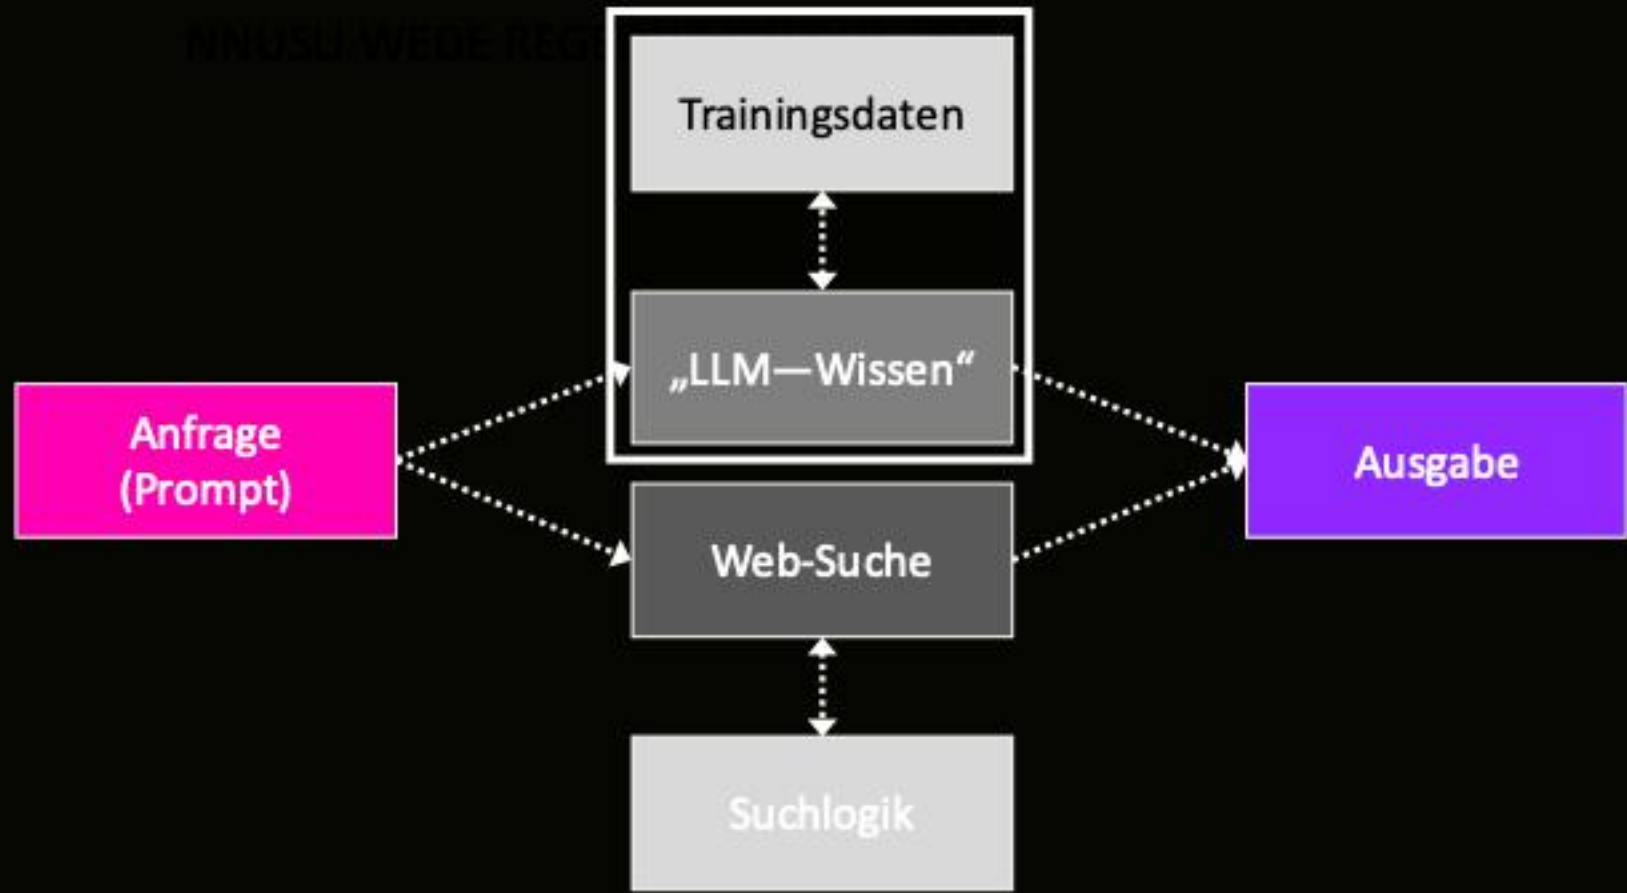 Trainingsdaten
„LLM—Wissen“
Anfrage
(Prompt)
Ausgabe
Web-Suche
Suchlogik